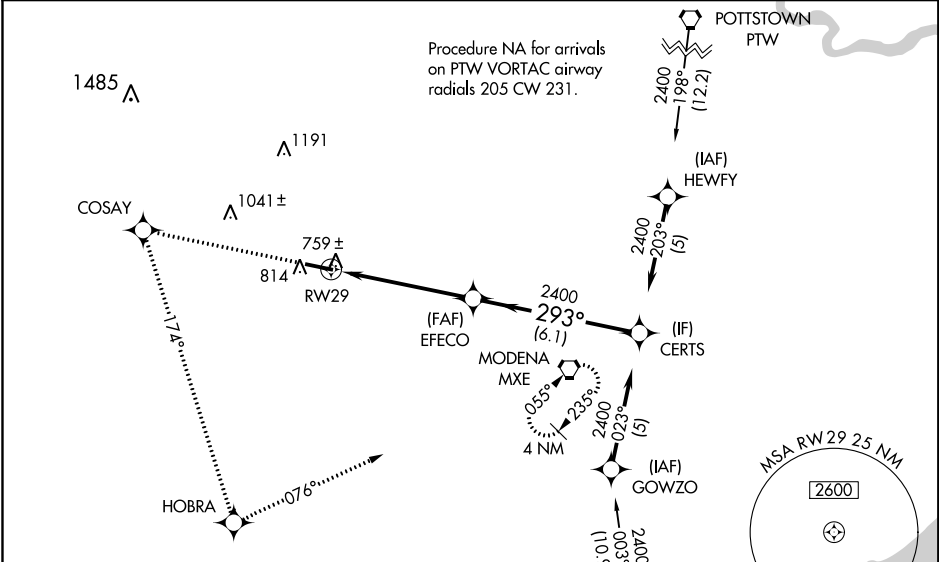 POTTSTOWN
PTW
Procedure NA for arrivals
on PTW VORTAC airway
radials 205 CW 231.
2400
198°
(12.2)
1485
1191
(IAF)
HEWFY
1041±
COSAY
2400
203°
(5)
759±
814
RW29
(FAF)
EFECO
2400
293°
(6.1)
(IF)
CERTS
MODENA
MXE
174°
055°
235°
4 NM
2400
023°
(5)
(IAF)
GOWZO
MSA RW29 25 NM
2600
076°
HOBRA
2400
003°